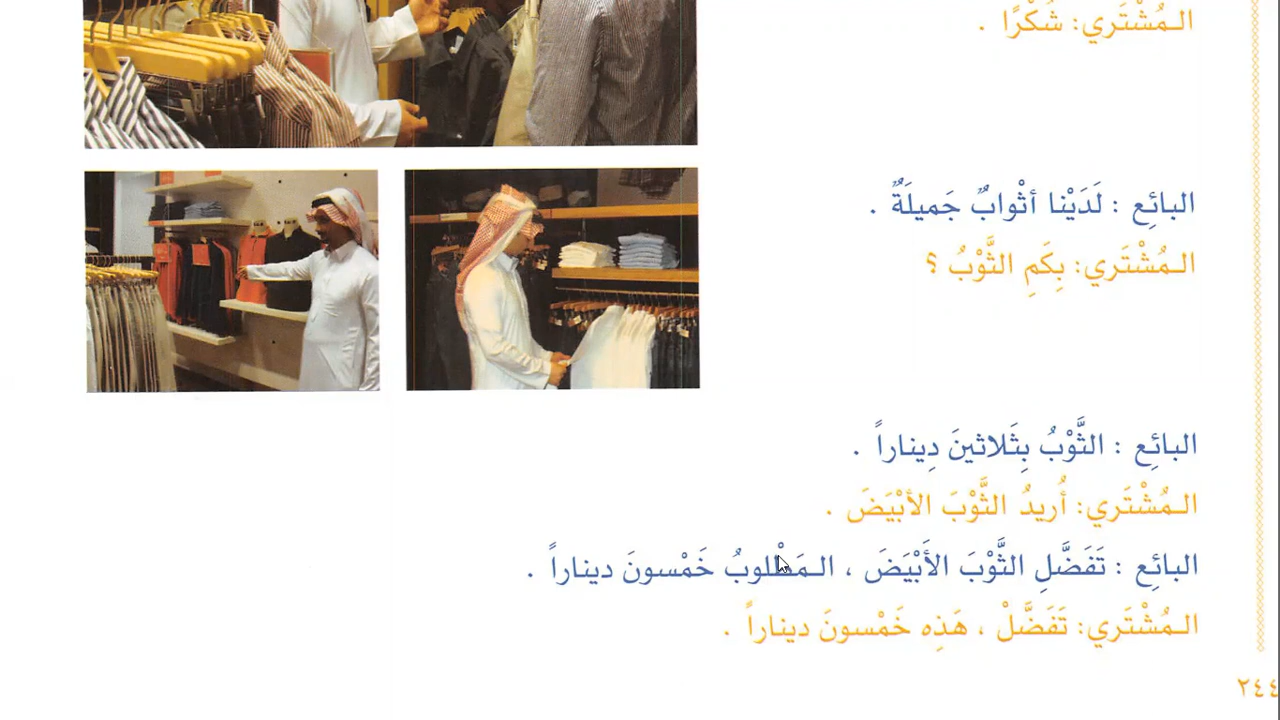 الـمُشْتَري: شُكْرًا .
البائِع : لَدَيْنا أثْوابٌ جَميلَةٌ .
الـمُشْتَري: بِكَمِ الثَّوْبُ ؟
البائِع : الثَّوْبُ بِثَلاثينَ دِيناراً .
الـمُشْتَري: أُريدُ الثَّوْبَ الأبْيَضَ .
البائِع : تَفَضَّلِ الثَّوْبَ الأَبْيَضَ ، الـمَطْلوبُ خَمْسونَ ديناراً .
الـمُشْتَري: تَفَضَّلْ ، هَذِه خَمْسونَ ديناراً .
٢٤٤